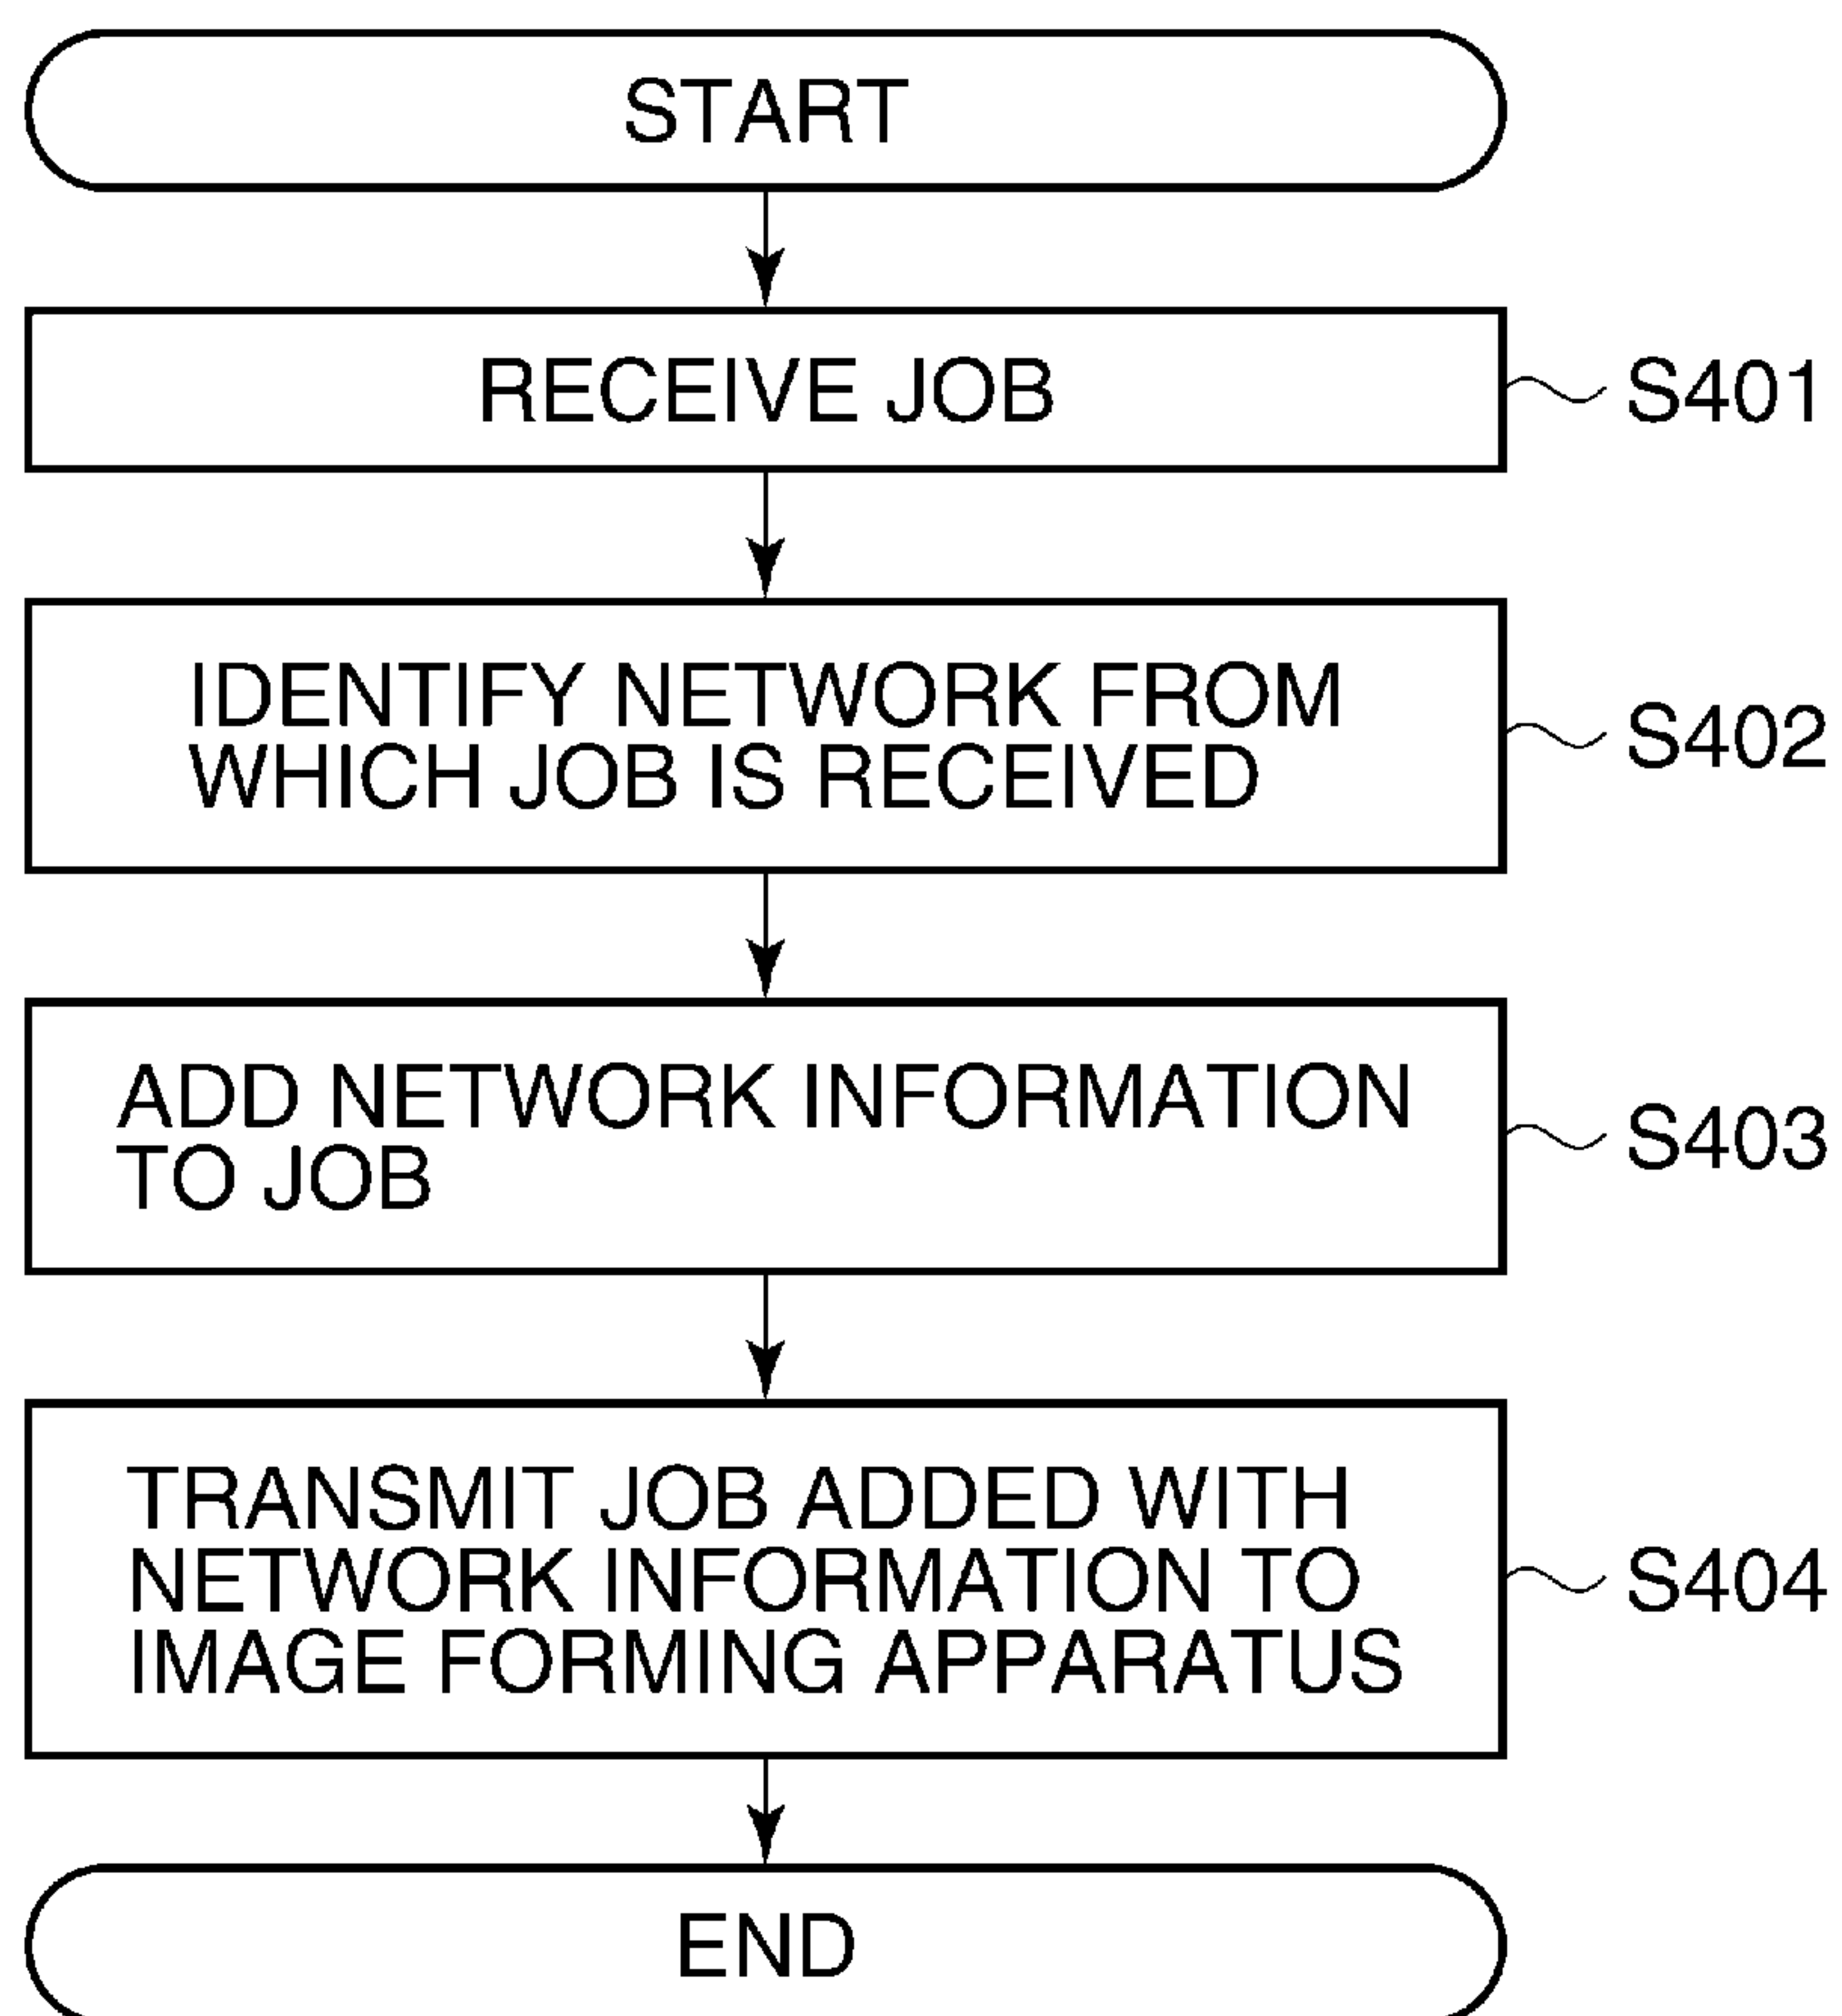 START
RECEIVE JOB
S401
IDENTIFY NETWORK FROM
WHICH JOB IS RECEIVED
S402
ADD NETWORK INFORMATION
TO JOB
S403
TRANSMIT JOB ADDED WITH
NETWORK INFORMATION TO
IMAGE FORMING APPARATUS
S404
END